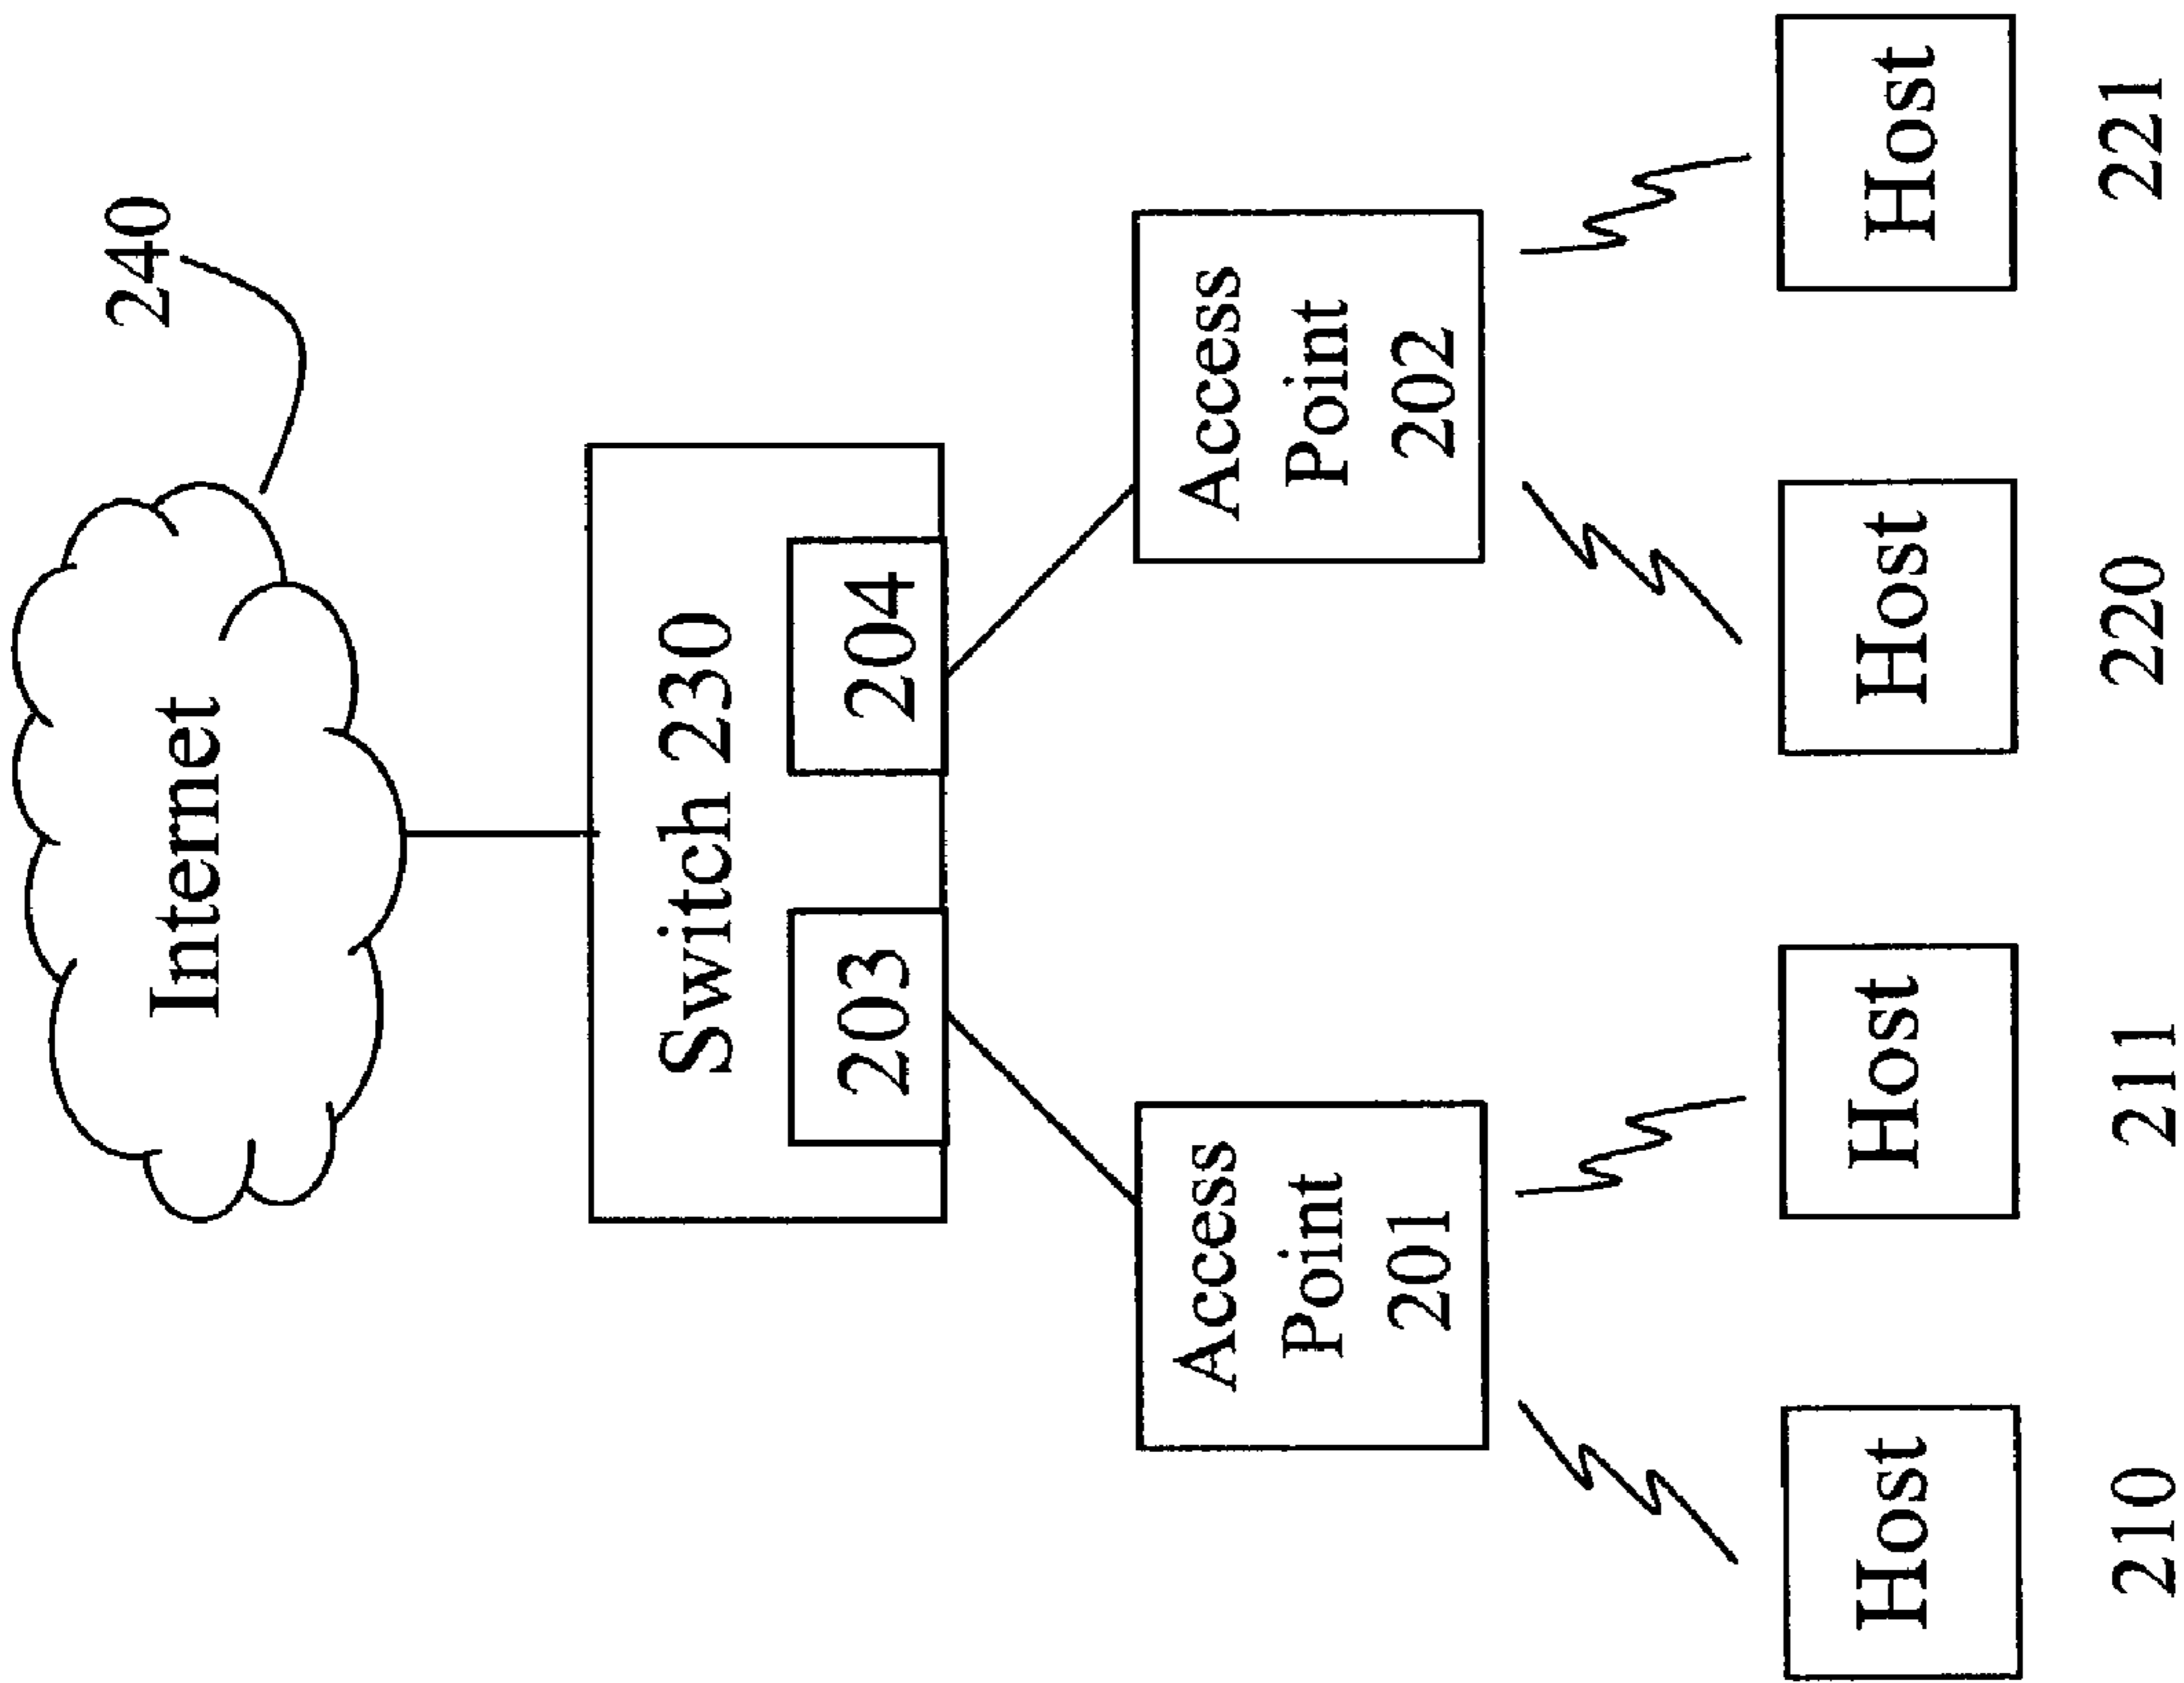 240
Internet
Switch 230
203
204
Access
Point
201
Access
Point
202
Host
Host
Host
Host
210
211
220
221